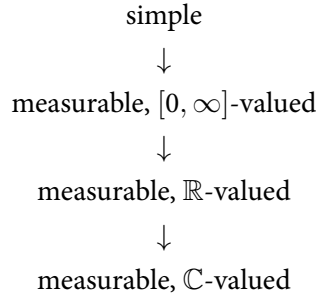 simple
↓
measurable, [0, ∞]-valued
↓
measurable, ℝ-valued
↓
measurable, ℂ-valued